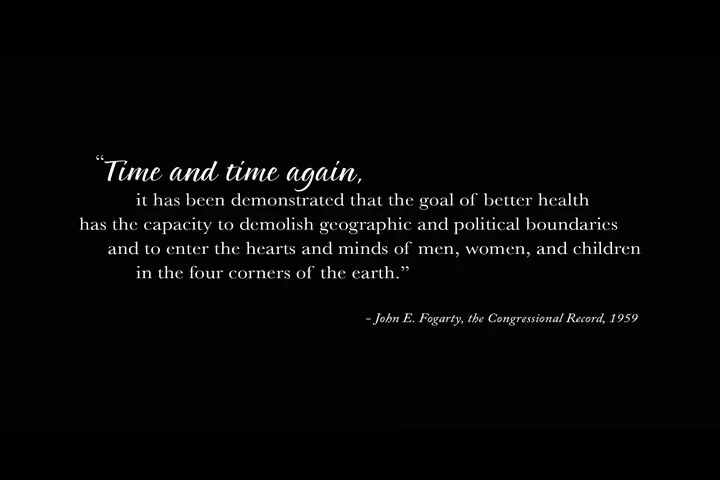 “Time and time again,
it has been demonstrated that the goal of better health
has the capacity to demolish geographic and political boundaries
and to enter the hearts and minds of men, women, and children
in the four corners of the earth.”
– John E. Fogarty, the Congressional Record, 1959